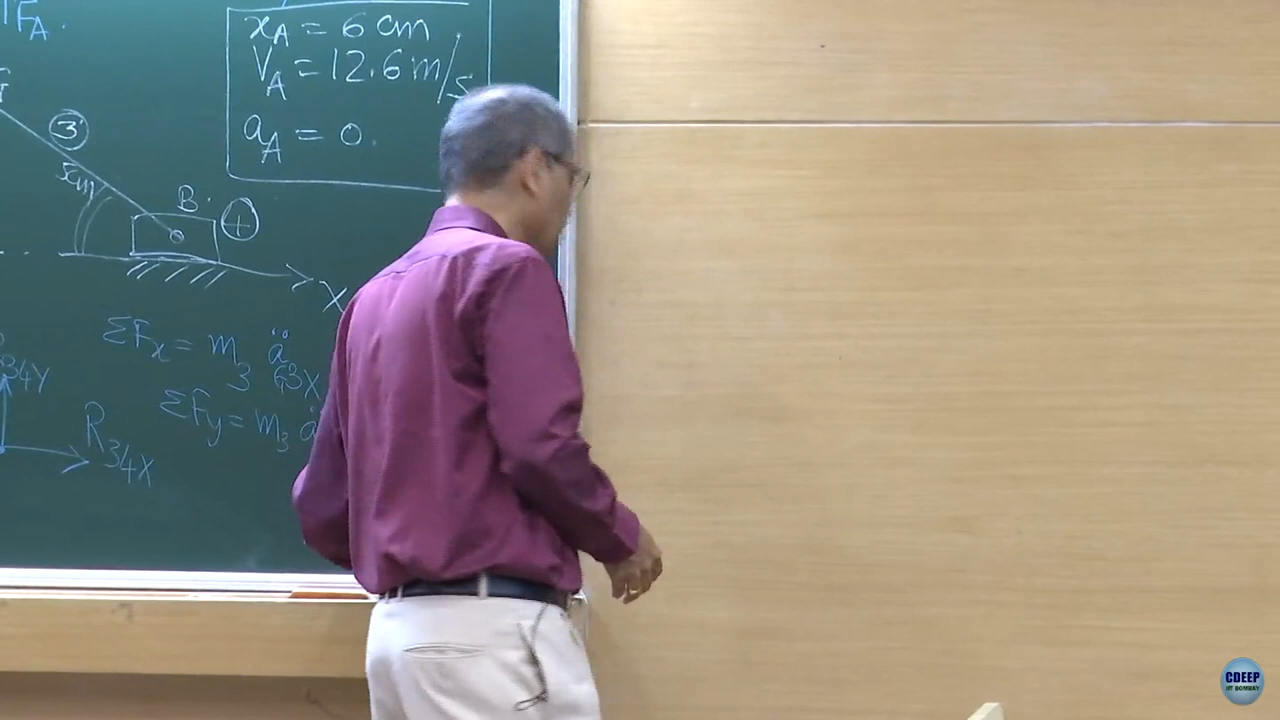 F_A.
x_A = 6 cm
V_A = 12.6 m/s
a_A = 0.
3
5cm
B.
4
X
ΣF_x = m_3 ä_G3X
34Y
ΣF_y = m_3 a
R_34X
CDEEP
IIT BOMBAY